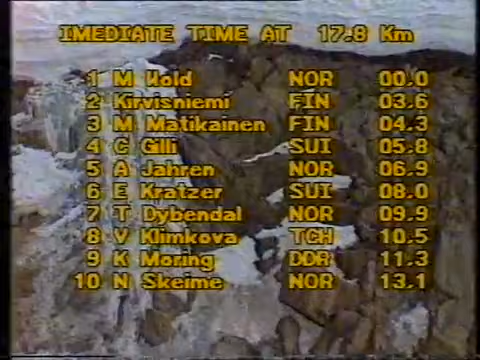 IMEDIATE TIME AT 17.8 Km
1 M Hold NOR 00.0
2 Kirvisniemi FIN 03.6
3 M Matikainen FIN 04.3
4 C Gilli SUI 05.8
5 A Jahren NOR 06.9
6 E Kratzer SUI 08.0
7 T Dybendal NOR 09.9
8 V Klimkova TCH 10.5
9 K Moring DDR 11.3
10 N Skeime NOR 13.1